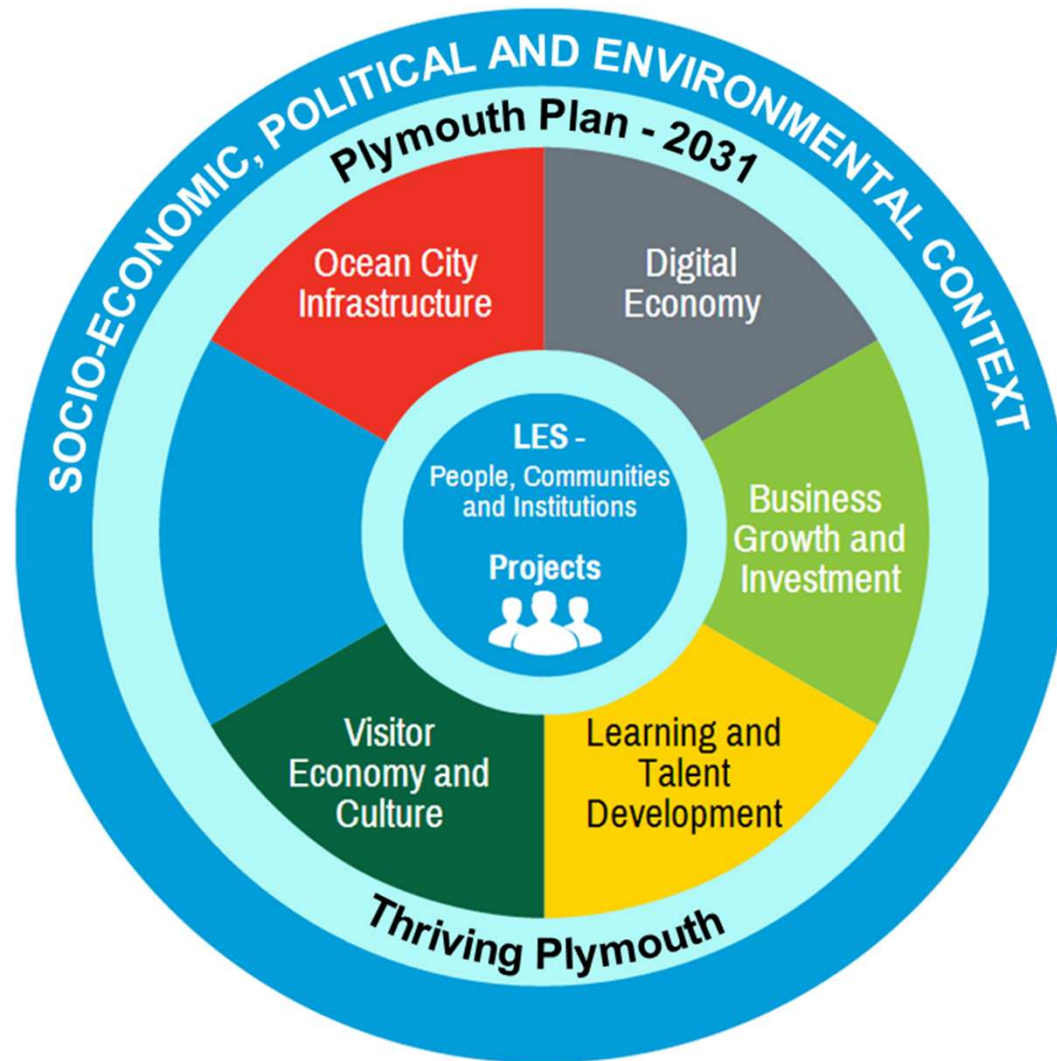 SOCIO-ECONOMIC, POLITICAL AND ENVIRONMENTAL CONTEXT
Plymouth Plan - 2031
Ocean City
Infrastructure
Digital
Economy
LES -
People, Communities
and Institutions
Projects
Business
Growth and
Investment
Visitor
Economy and
Culture
Learning and
Talent
Development
Thriving Plymouth